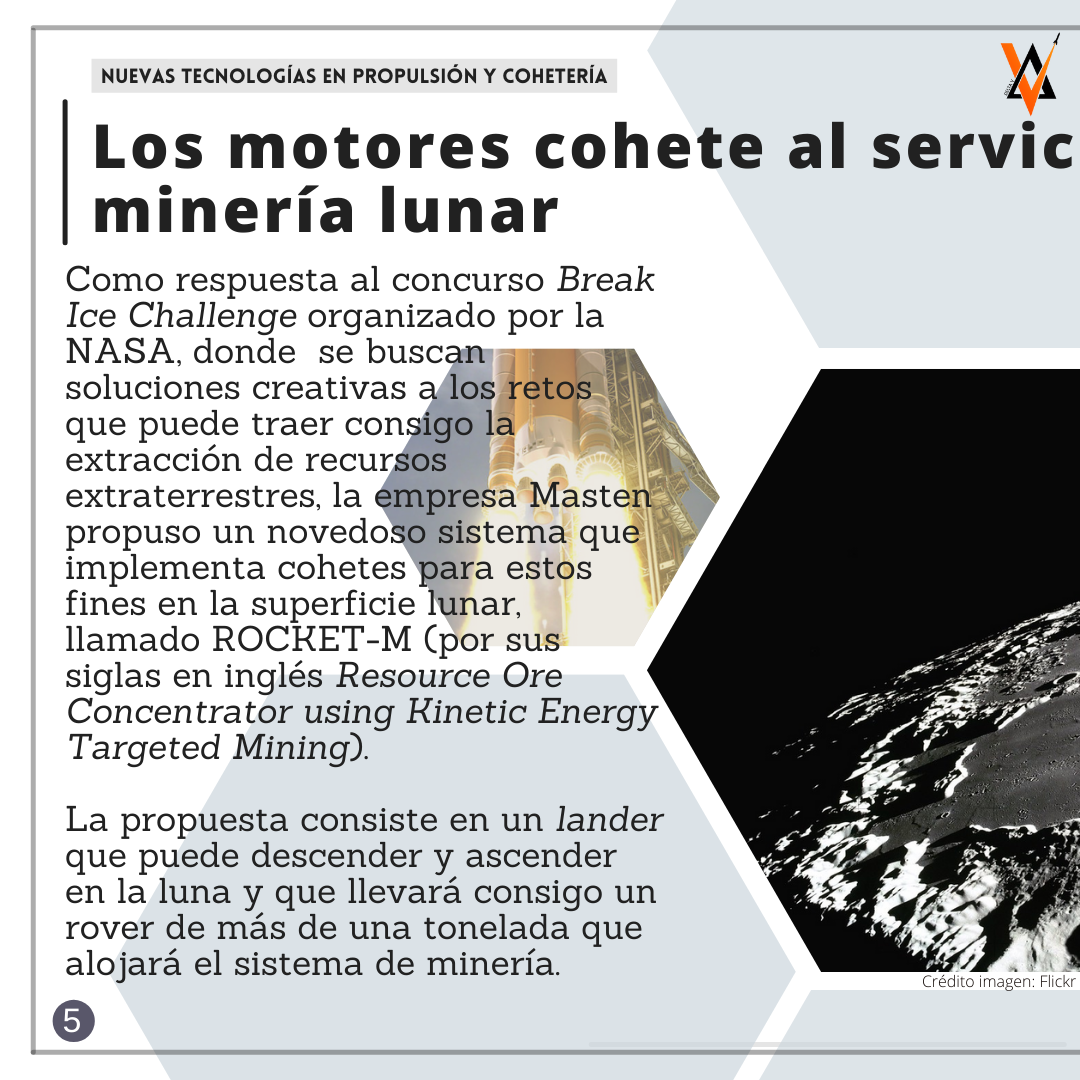 NUEVAS TECNOLOGÍAS EN PROPULSIÓN Y COHETERÍA
Los motores cohete al servic
minería lunar
Como respuesta al concurso Break
Ice Challenge organizado por la
NASA, donde se buscan
soluciones creativas a los retos
que puede traer consigo la
extracción de recursos
extraterrestres, la empresa Masten
propuso un novedoso sistema que
implementa cohetes para estos
fines en la superficie lunar,
llamado ROCKET-M (por sus
siglas en inglés Resource Ore
Concentrator using Kinetic Energy
Targeted Mining).
La propuesta consiste en un lander
que puede descender y ascender
en la luna y que llevará consigo un
rover de más de una tonelada que
alojará el sistema de minería.
Crédito imagen: Flickr
5